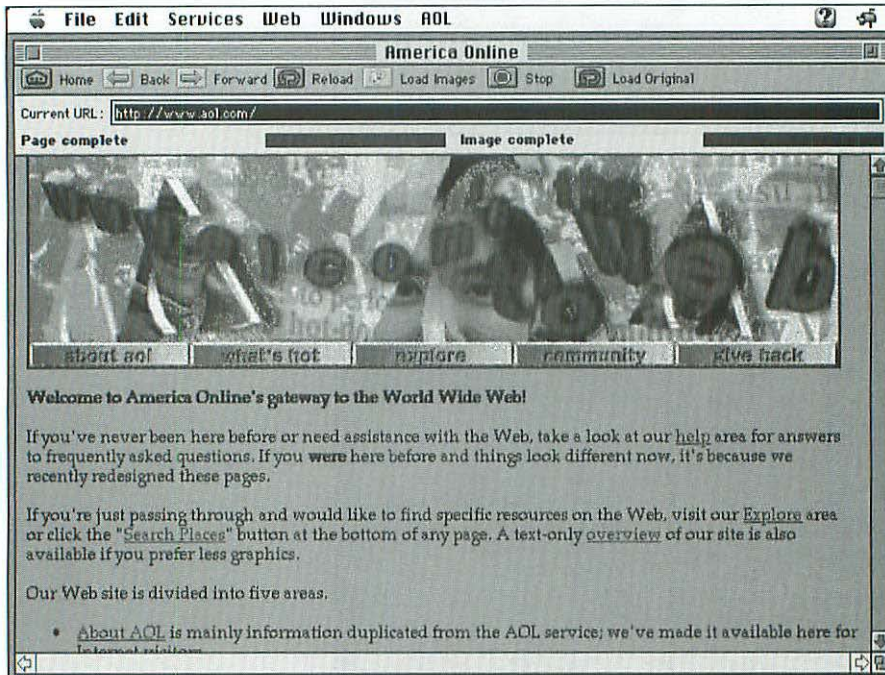 File Edit Services Web Windows AOL
America Online
Home Back Forward Reload Load Images Stop Load Original
Current URL: http://www.aol.com/
Page complete Image complete
Welcome to Web
about aol what's hot explore community give back
Welcome to America Online's gateway to the World Wide Web!
If you've never been here before or need assistance with the Web, take a look at our help area for answers
to frequently asked questions. If you were here before and things look different now, it's because we
recently redesigned these pages.
If you're just passing through and would like to find specific resources on the Web, visit our Explore area
or click the "Search Places" button at the bottom of any page. A text-only overview of our site is also
available if you prefer less graphics.
Our Web site is divided into five areas.
• About AOL is mainly information duplicated from the AOL service; we've made it available here for
Internet visitors